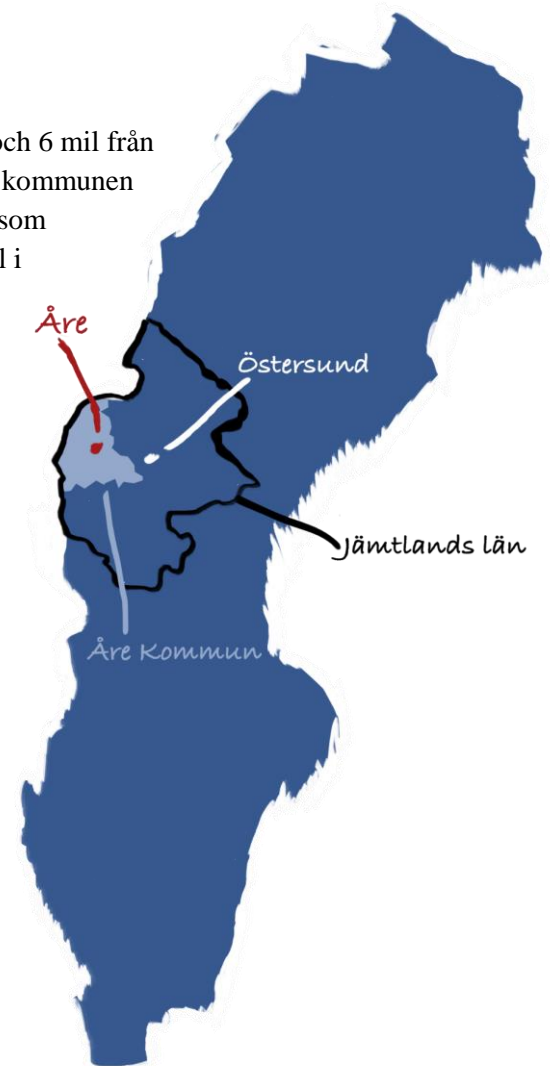 och 6 mil från
kommunen
som
l i
Åre
Östersund
Jämtlands län
Åre Kommun